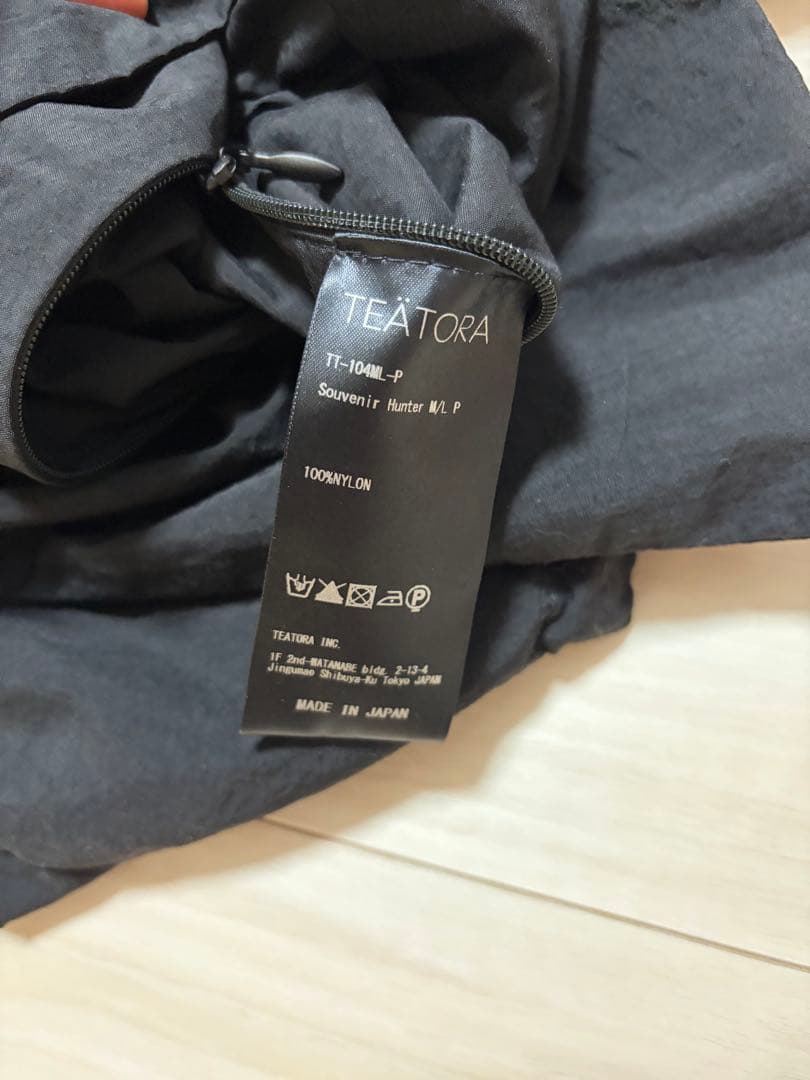 TEÄTORA
TT-104ML-P
Souvenir Hunter M/L P
100%NYLON
P
TEATORA INC.
1F 2nd-WATANABE bldg. 2-13-4
Jingumae Shibuya-Ku Tokyo JAPAN
MADE IN JAPAN